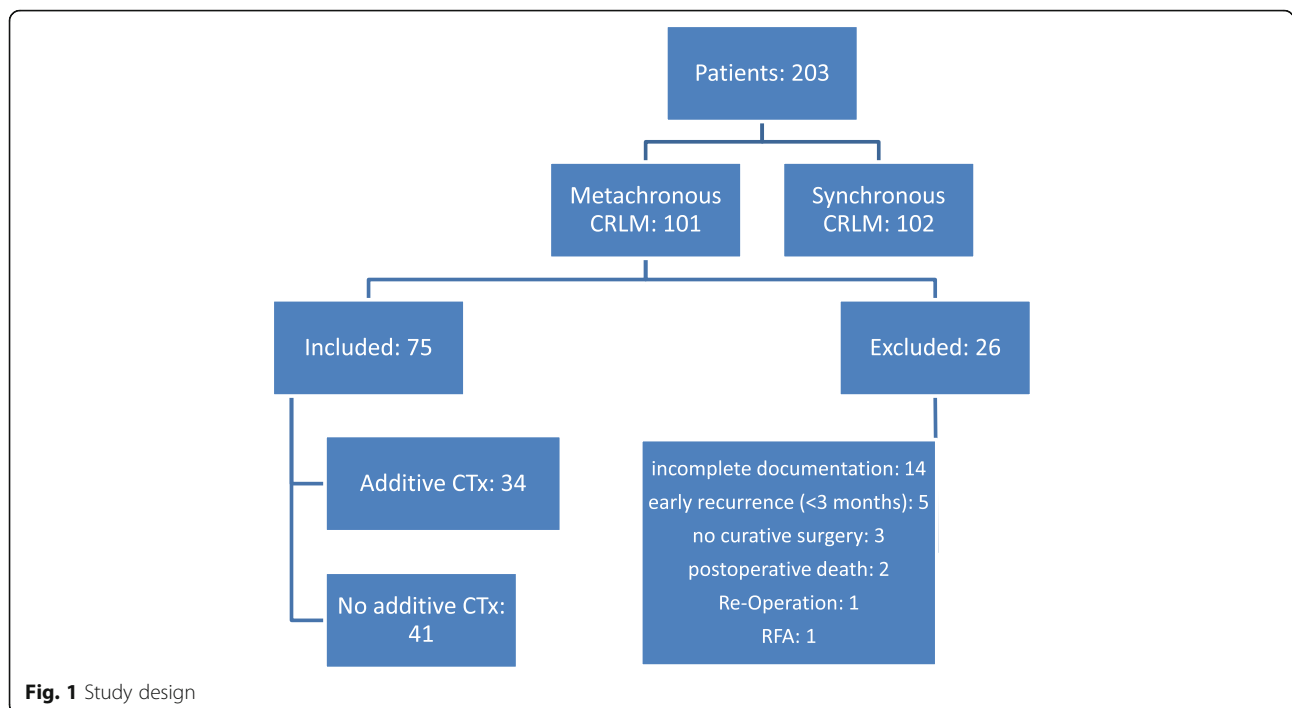 Patients: 203
Metachronous
CRLM: 101
Synchronous
CRLM: 102
Included: 75
Excluded: 26
Additive CTx: 34
No additive CTx:
41
incomplete documentation: 14
early recurrence (<3 months): 5
no curative surgery: 3
postoperative death: 2
Re-Operation: 1
RFA: 1
Fig. 1 Study design